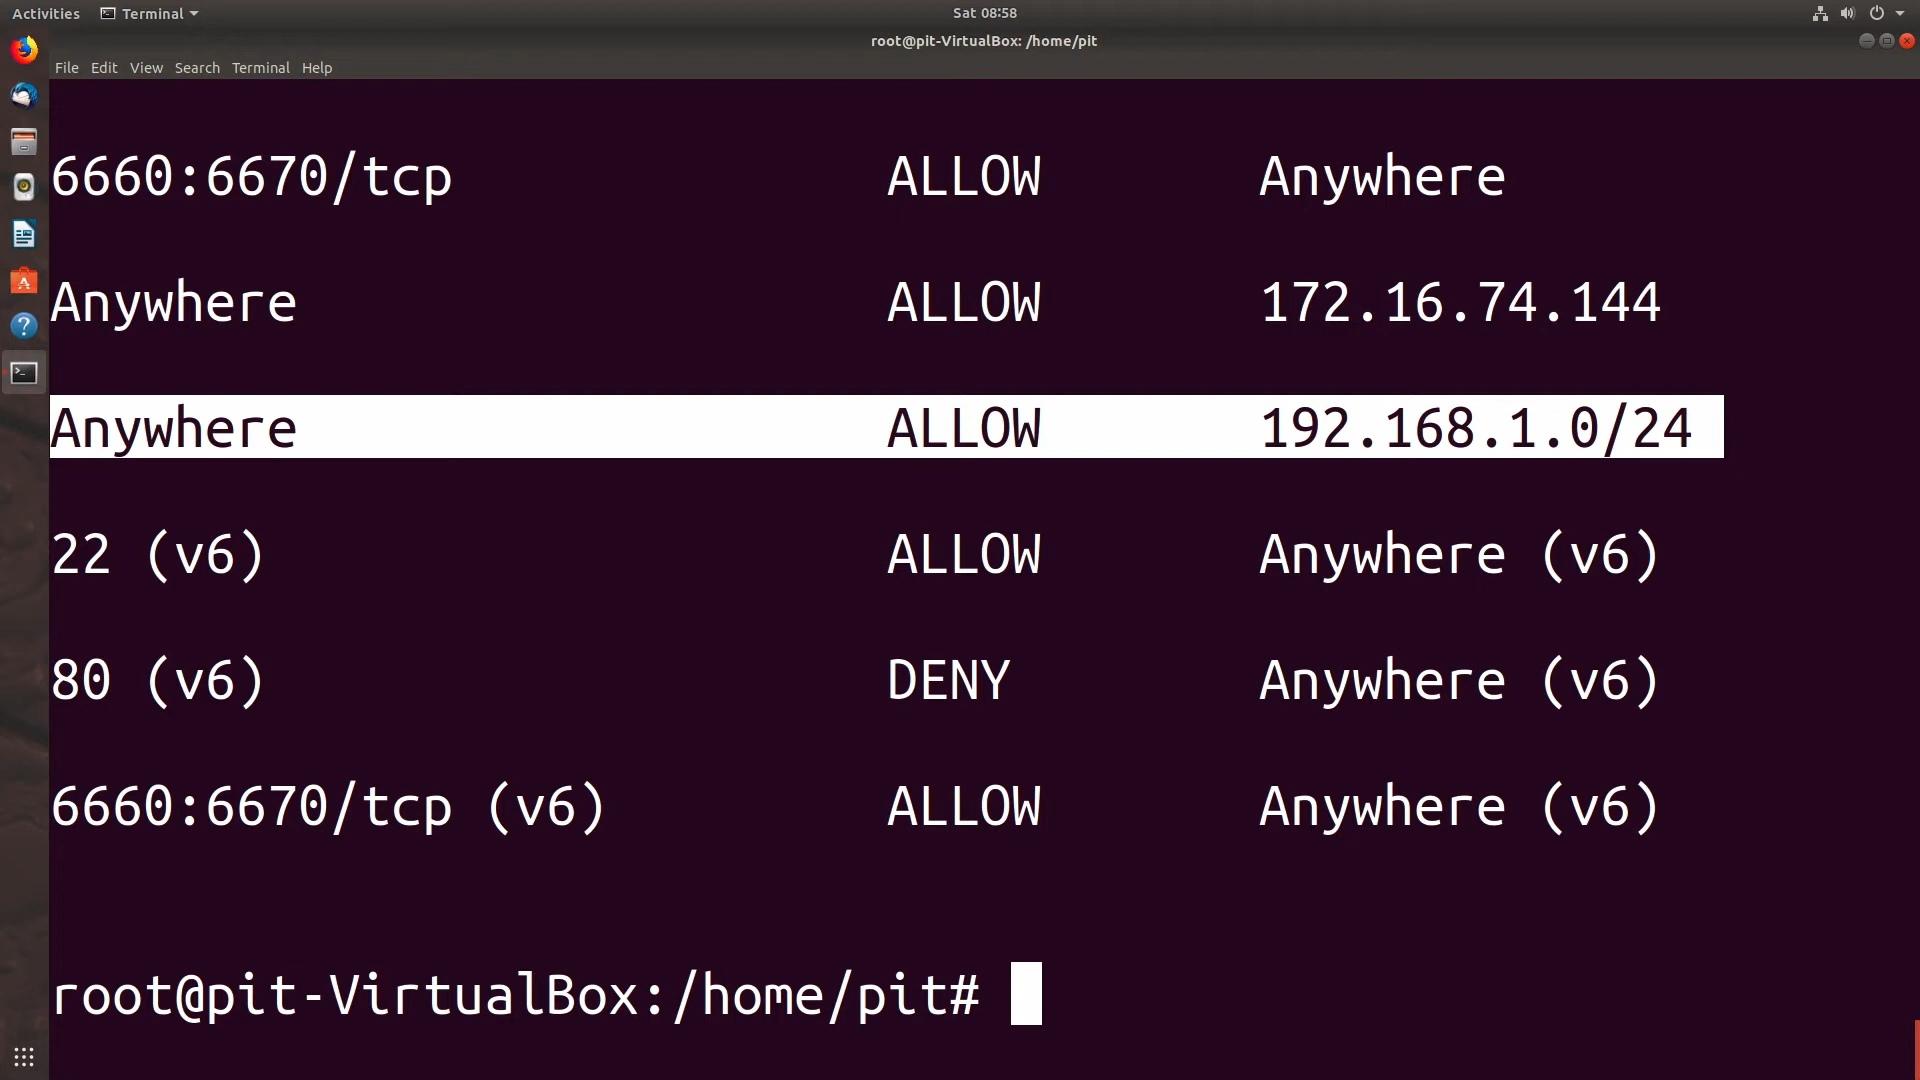 Activities Terminal Sat 08:58
root@pit-VirtualBox: /home/pit
File Edit View Search Terminal Help
6660:6670/tcp ALLOW Anywhere
Anywhere ALLOW 172.16.74.144
Anywhere ALLOW 192.168.1.0/24
22 (v6) ALLOW Anywhere (v6)
80 (v6) DENY Anywhere (v6)
6660:6670/tcp (v6) ALLOW Anywhere (v6)
root@pit-VirtualBox:/home/pit#